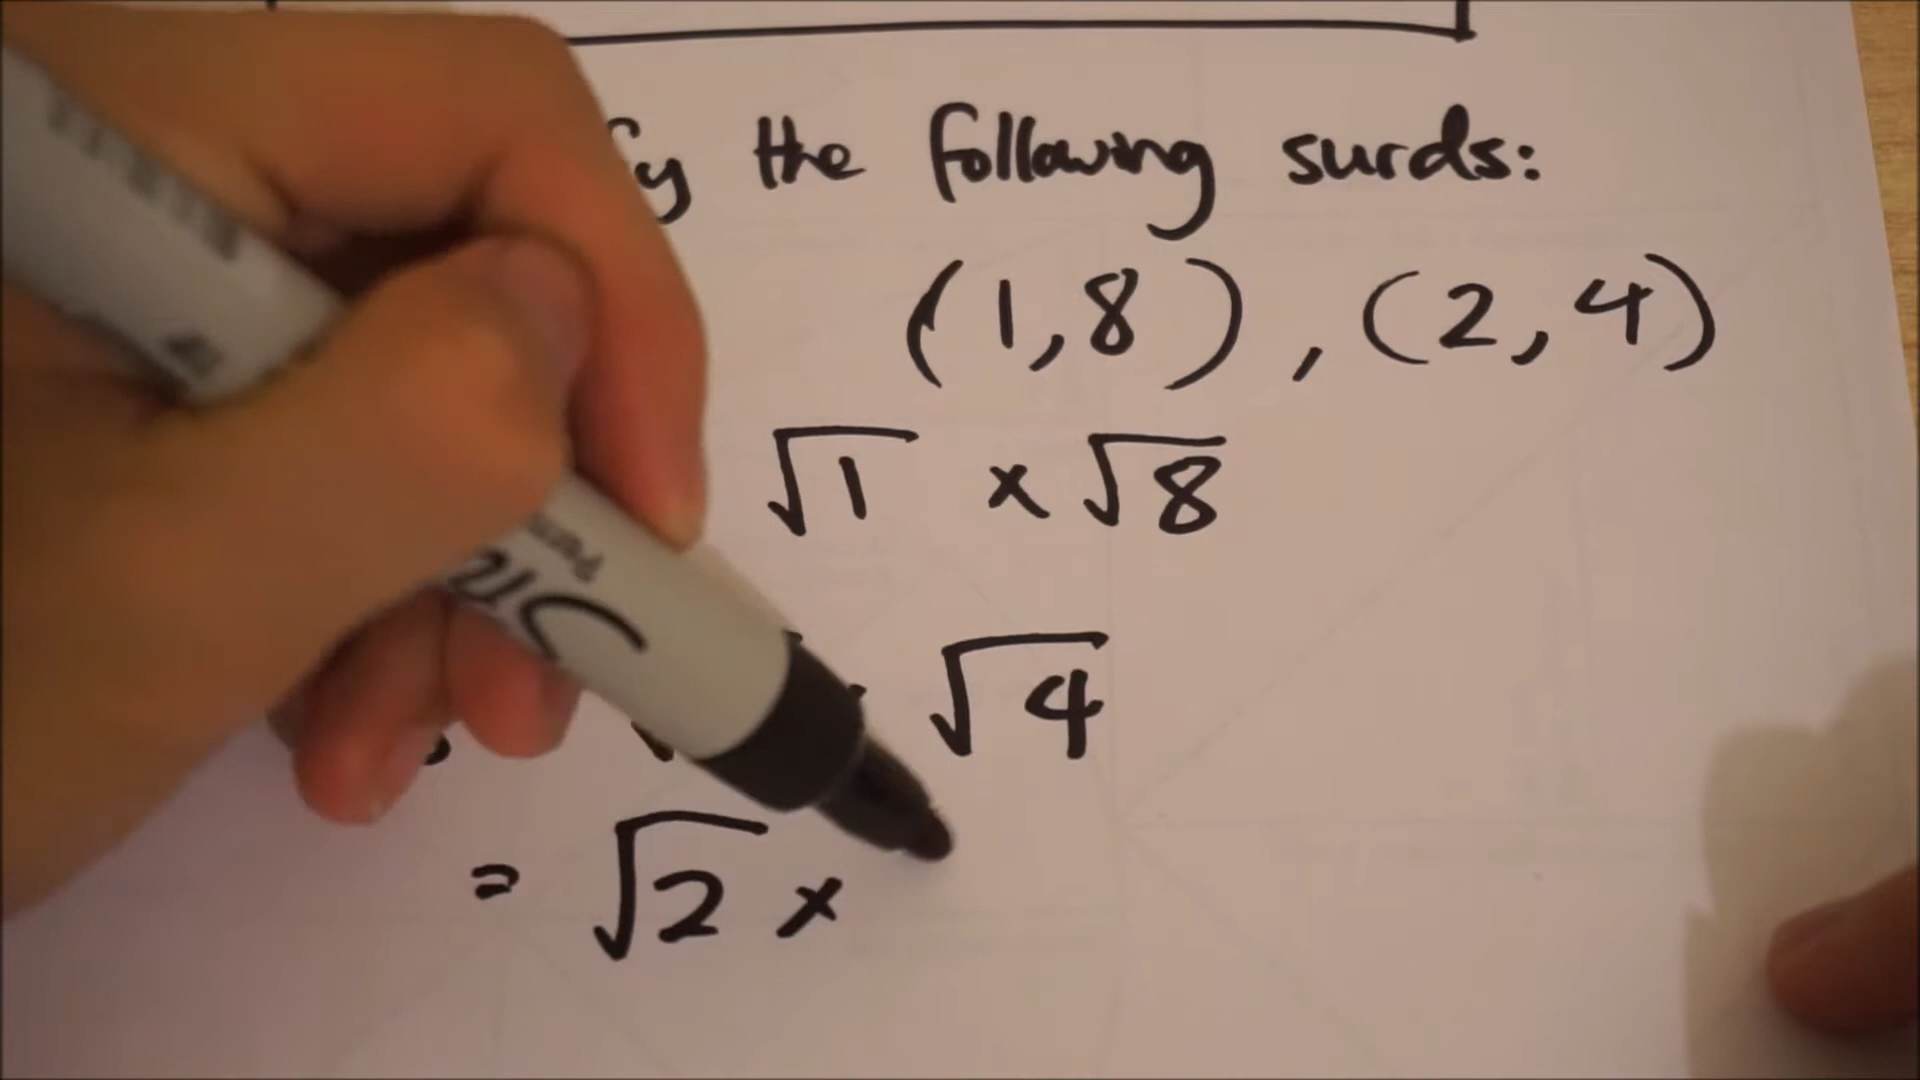 the following surds:
(1,8), (2,4)
√1 × √8
√4
= √2 ×